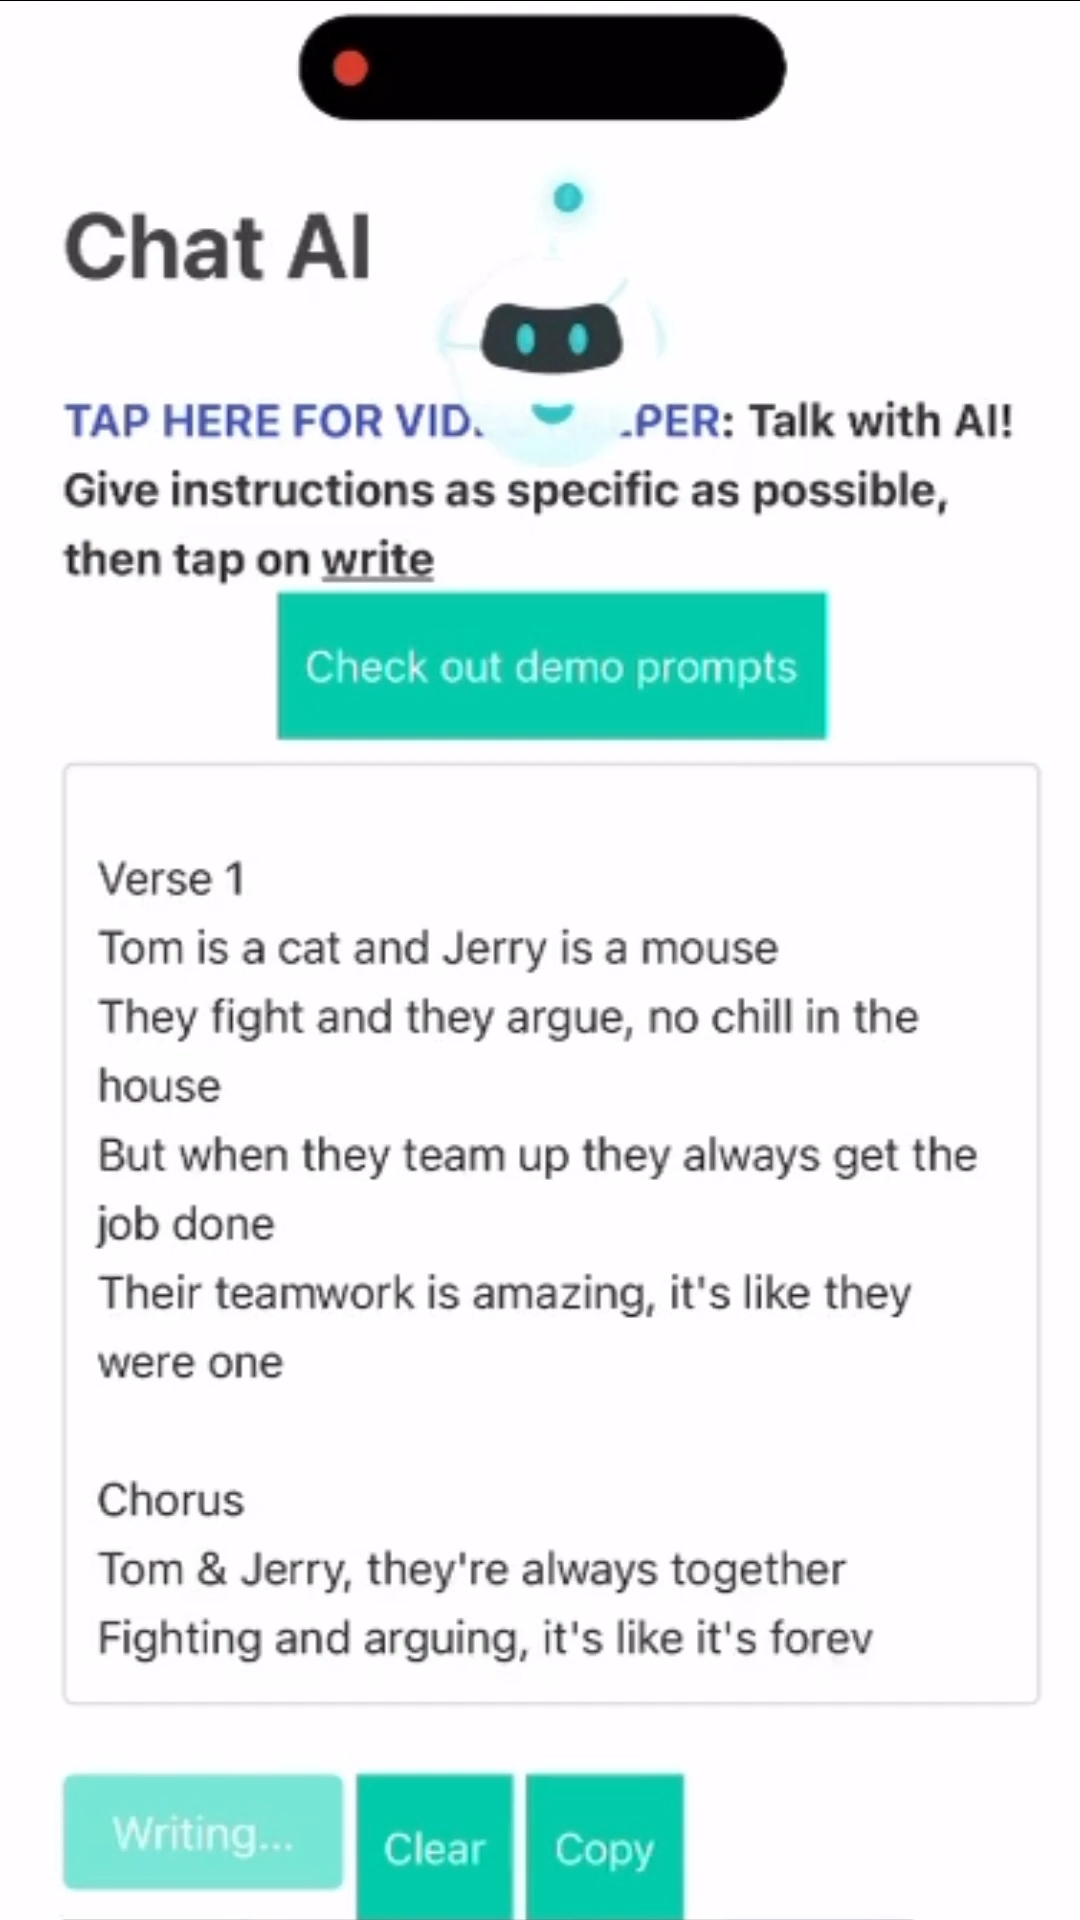 Chat AI
TAP HERE FOR VID PER: Talk with AI!
Give instructions as specific as possible,
then tap on write
Check out demo prompts
Verse 1
Tom is a cat and Jerry is a mouse
They fight and they argue, no chill in the
house
But when they team up they always get the
job done
Their teamwork is amazing, it's like they
were one
Chorus
Tom & Jerry, they're always together
Fighting and arguing, it's like it's forev
Writing...
Clear
Copy